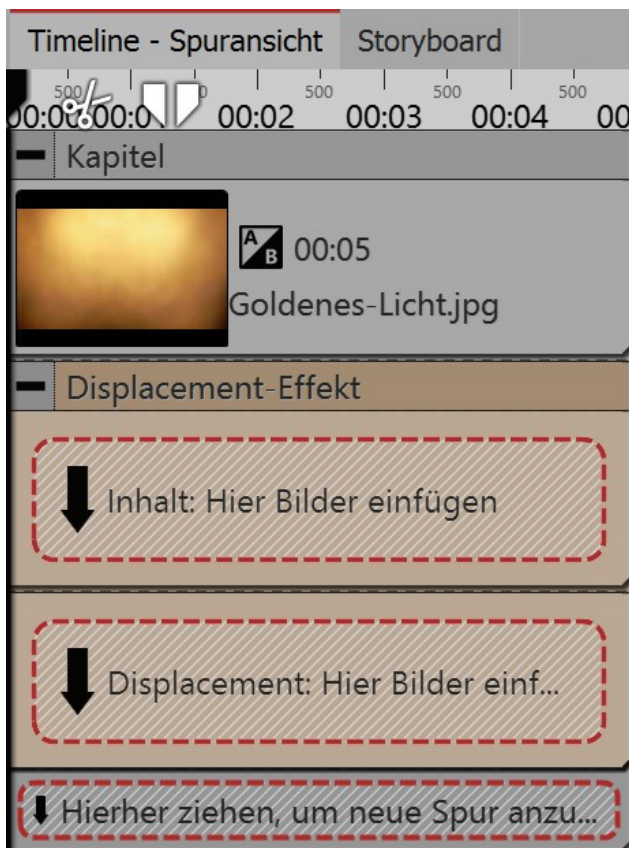 Timeline - Spuransicht Storyboard
500 500 500 500
00:02 00:03 00:04 00
Kapitel
A B 00:05
Goldenes-Licht.jpg
Displacement-Effekt
Inhalt: Hier Bilder einfügen
Displacement: Hier Bilder einf...
Hierher ziehen, um neue Spur anzu...